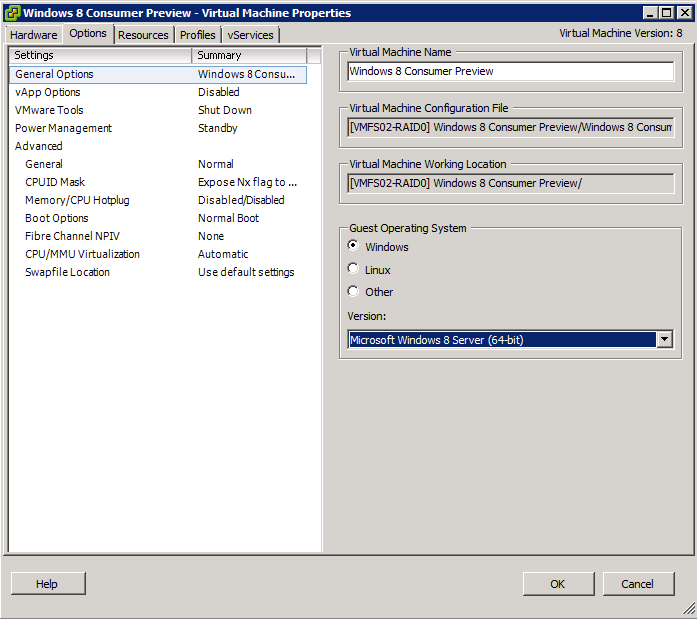 Windows 8 Consumer Preview - Virtual Machine Properties
Hardware Options Resources Profiles vServices Virtual Machine Version: 8
Settings Summary
General Options Windows 8 Consu...
vApp Options Disabled
VMware Tools Shut Down
Power Management Standby
Advanced
General Normal
CPUID Mask Expose Nx flag to ...
Memory/CPU Hotplug Disabled/Disabled
Boot Options Normal Boot
Fibre Channel NPIV None
CPU/MMU Virtualization Automatic
Swapfile Location Use default settings
Virtual Machine Name
Windows 8 Consumer Preview
Virtual Machine Configuration File
[VMFS02-RAID0] Windows 8 Consumer Preview/Windows 8 Consum
Virtual Machine Working Location
[VMFS02-RAID0] Windows 8 Consumer Preview/
Guest Operating System
Windows
Linux
Other
Version:
Microsoft Windows 8 Server (64-bit)
Help OK Cancel